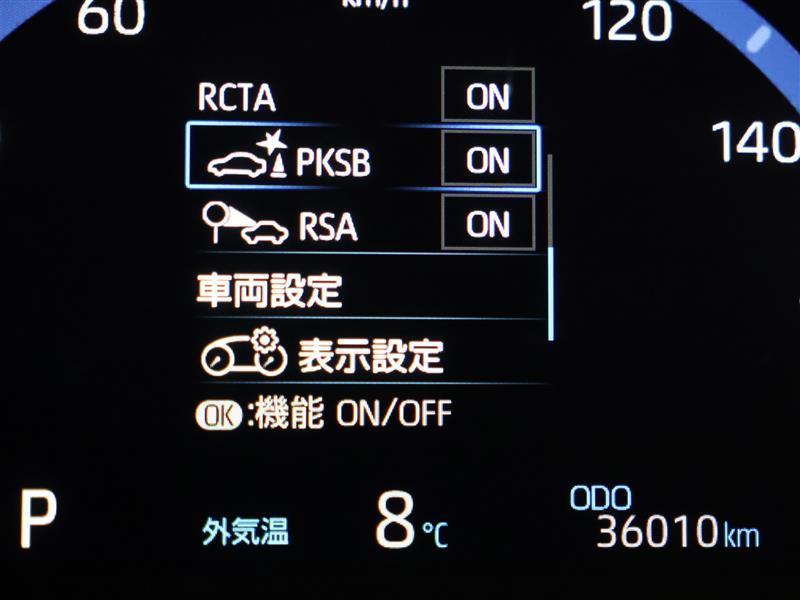 km/h
60
120
140
RCTA ON
PKSB ON
RSA ON
車両設定
表示設定
OK:機能 ON/OFF
P 外気温 8℃ ODO 36010km